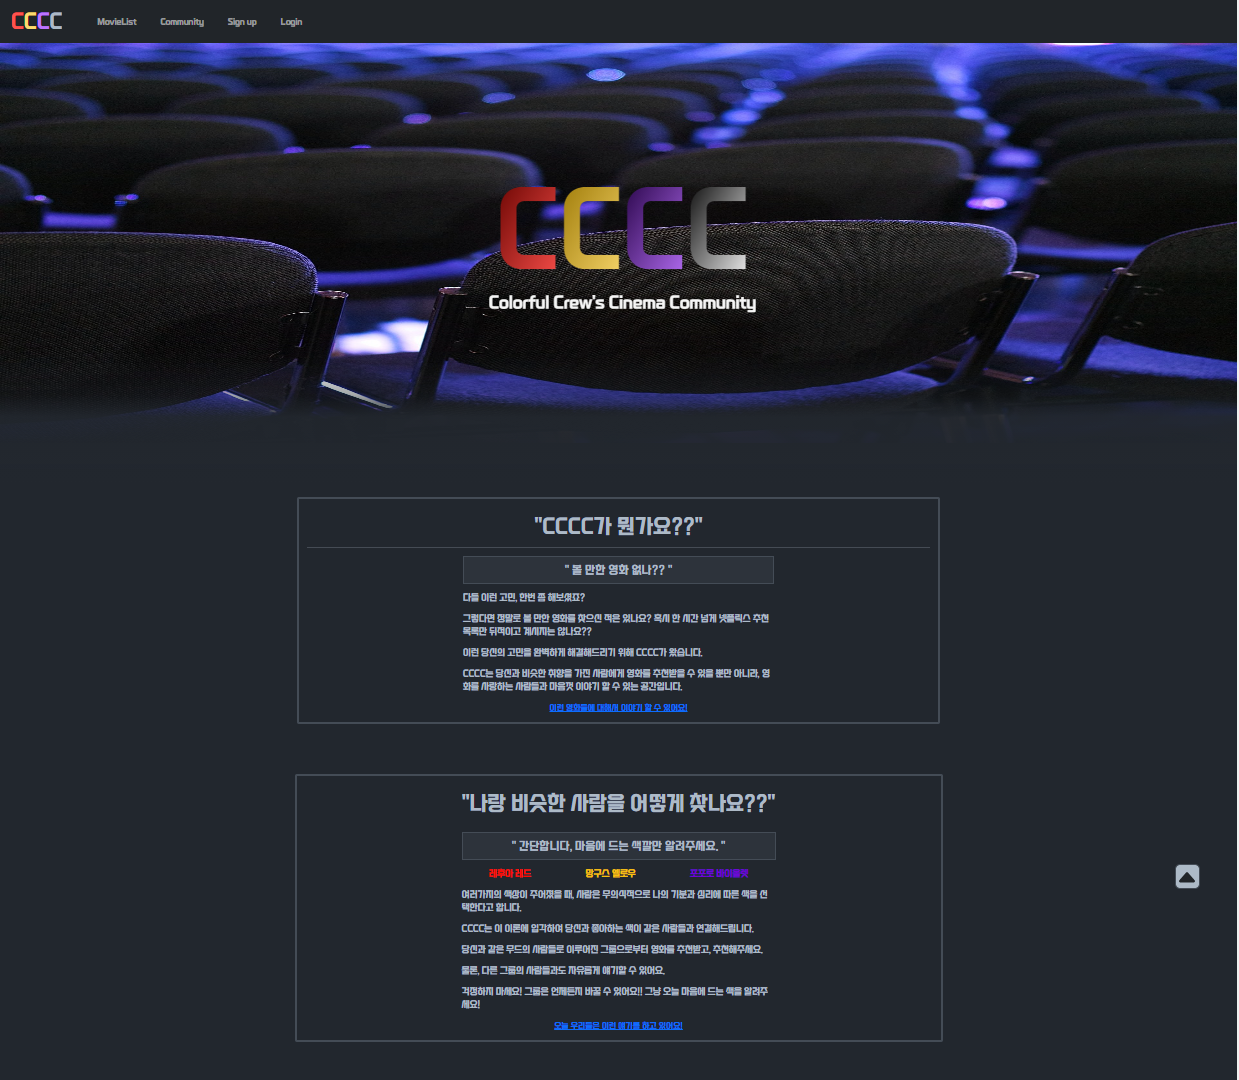 CCCC MovieList Community Sign up Login
CCCC
Colorful Crew's Cinema Community
"CCCC가 뭔가요??"
" 볼 만한 영화 없나?? "
다들 이런 고민, 한번 쯤 해보셨죠?
그렇다면 정말로 볼 만한 영화를 찾으신 적은 있나요? 혹시 한 시간 넘게 넷플릭스 추천
목록만 뒤적이고 계시지는 않나요??
이런 당신의 고민을 완벽하게 해결해드리기 위해 CCCC가 왔습니다.
CCCC는 당신과 비슷한 취향을 가진 사람에게 영화를 추천받을 수 있을 뿐만 아니라, 영
화를 사랑하는 사람들과 마음껏 이야기 할 수 있는 공간입니다.
이런 영화들에 대해서 이야기 할 수 있어요!
"나랑 비슷한 사람을 어떻게 찾나요??"
" 간단합니다, 마음에 드는 색깔만 알려주세요. "
레후아 레드 망구스 옐로우 포포로 바이올렛
여러가지의 색상이 주어졌을 때, 사람은 무의식적으로 나의 기분과 심리에 따른 색을 선
택한다고 합니다.
CCCC는 이 이론에 입각하여 당신과 좋아하는 색이 같은 사람들과 연결해드립니다.
당신과 같은 무드의 사람들로 이루어진 그룹으로부터 영화를 추천받고, 추천해주세요.
물론, 다른 그룹의 사람들과도 자유롭게 얘기할 수 있어요.
걱정하지 마세요! 그룹은 언제든지 바꿀 수 있어요!! 그냥 오늘 마음에 드는 색을 알려주
세요!
오늘 우리들은 이런 얘기를 하고 있어요!